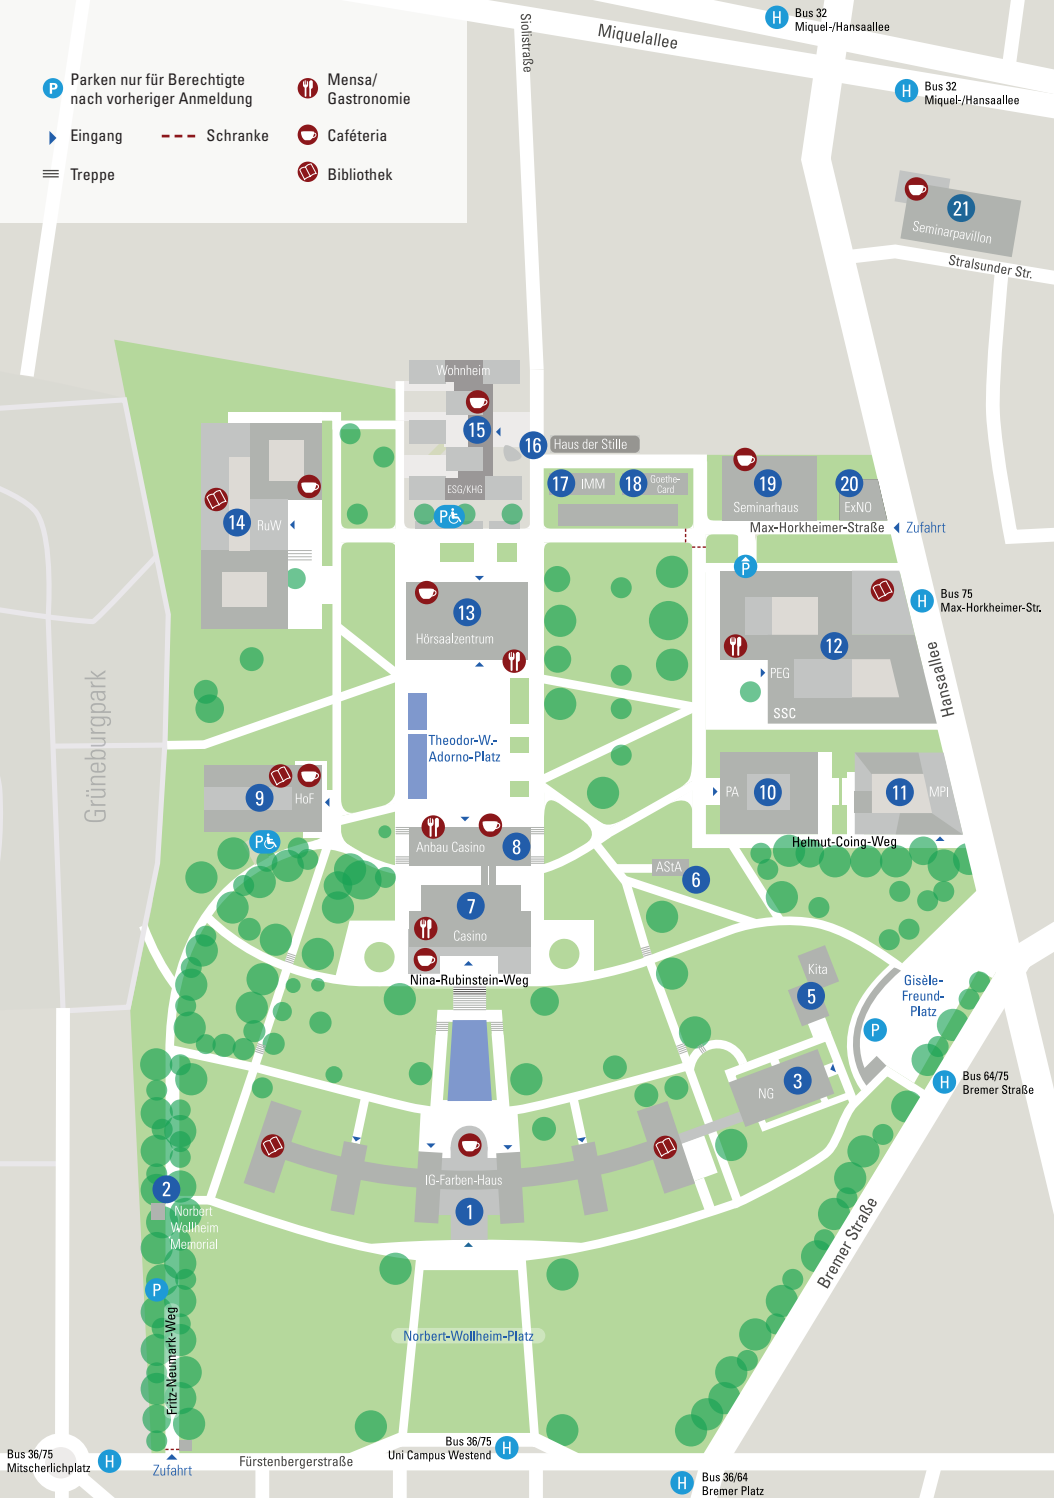 P Parken nur für Berechtigte
nach vorheriger Anmeldung
Mensa/
Gastronomie
Eingang
Schranke
Caféteria
Treppe
Bibliothek
Siolistraße
Miquelallee
H Bus 32
Miquel-/Hansaallee
H Bus 32
Miquel-/Hansaallee
21
Seminarpavillon
Stralsunder Str.
Wohnheim
15
16 Haus der Stille
ESG/KHG
P
17 IMM
18 Goethe-
Card
19
Seminarhaus
20
ExNO
Max-Horkheimer-Straße
Zufahrt
14 RuW
P
H Bus 75
Max-Horkheimer-Str.
13
Hörsaalzentrum
12
PEG
SSC
Hansaallee
Grüneburgpark
Theodor-W.-
Adorno-Platz
9 HoF
P
PA 10
11 MPI
Helmut-Coing-Weg
Anbau Casino 8
AStA
6
7
Casino
Nina-Rubinstein-Weg
Kita
5
Gisèle-
Freund-
Platz
P
3
NG
H Bus 64/75
Bremer Straße
IG-Farben-Haus
1
2
Norbert
Wollheim
Memorial
P
Fritz-Neumark-Weg
Bremer Straße
Norbert-Wollheim-Platz
Bus 36/75
Mitscherlichplatz H
Zufahrt
Fürstenbergerstraße
Bus 36/75
Uni Campus Westend H
H Bus 36/64
Bremer Platz